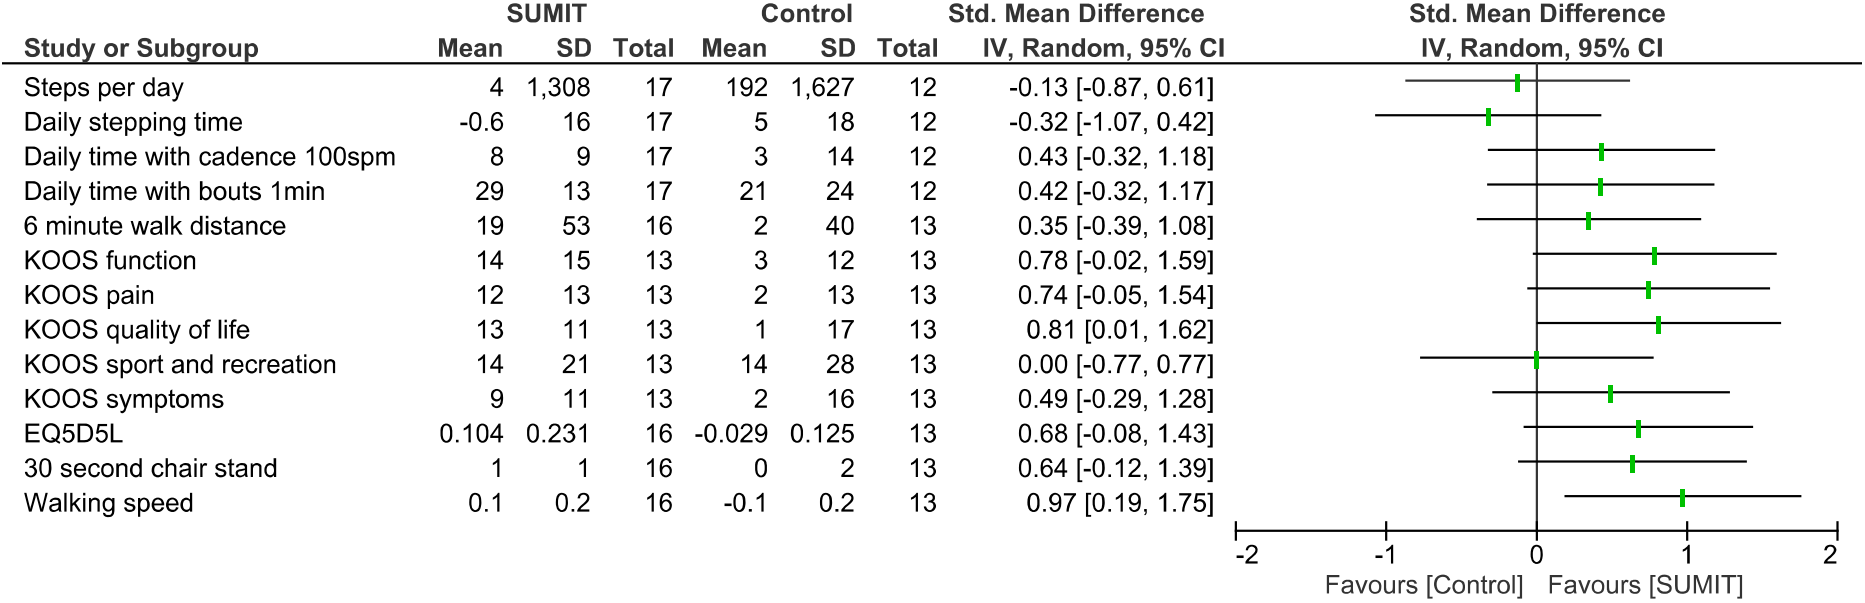 SUMIT Control Std. Mean Difference Std. Mean Difference
Study or Subgroup Mean SD Total Mean SD Total IV, Random, 95% CI IV, Random, 95% CI
Steps per day 4 1,308 17 192 1,627 12 -0.13 [-0.87, 0.61]
Daily stepping time -0.6 16 17 5 18 12 -0.32 [-1.07, 0.42]
Daily time with cadence 100spm 8 9 17 3 14 12 0.43 [-0.32, 1.18]
Daily time with bouts 1min 29 13 17 21 24 12 0.42 [-0.32, 1.17]
6 minute walk distance 19 53 16 2 40 13 0.35 [-0.39, 1.08]
KOOS function 14 15 13 3 12 13 0.78 [-0.02, 1.59]
KOOS pain 12 13 13 2 13 13 0.74 [-0.05, 1.54]
KOOS quality of life 13 11 13 1 17 13 0.81 [0.01, 1.62]
KOOS sport and recreation 14 21 13 14 28 13 0.00 [-0.77, 0.77]
KOOS symptoms 9 11 13 2 16 13 0.49 [-0.29, 1.28]
EQ5D5L 0.104 0.231 16 -0.029 0.125 13 0.68 [-0.08, 1.43]
30 second chair stand 1 1 16 0 2 13 0.64 [-0.12, 1.39]
Walking speed 0.1 0.2 16 -0.1 0.2 13 0.97 [0.19, 1.75]
-2 -1 0 1 2
Favours [Control] Favours [SUMIT]